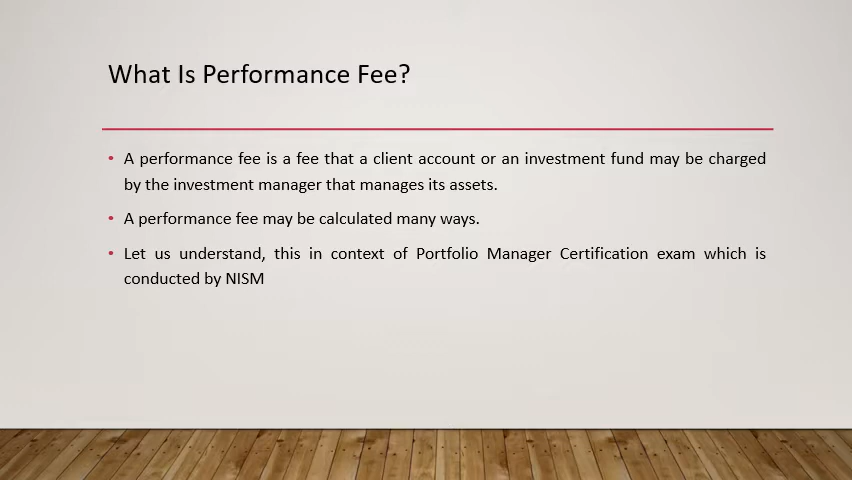 What Is Performance Fee?
• A performance fee is a fee that a client account or an investment fund may be charged
by the investment manager that manages its assets.
• A performance fee may be calculated many ways.
• Let us understand, this in context of Portfolio Manager Certification exam which is
conducted by NISM